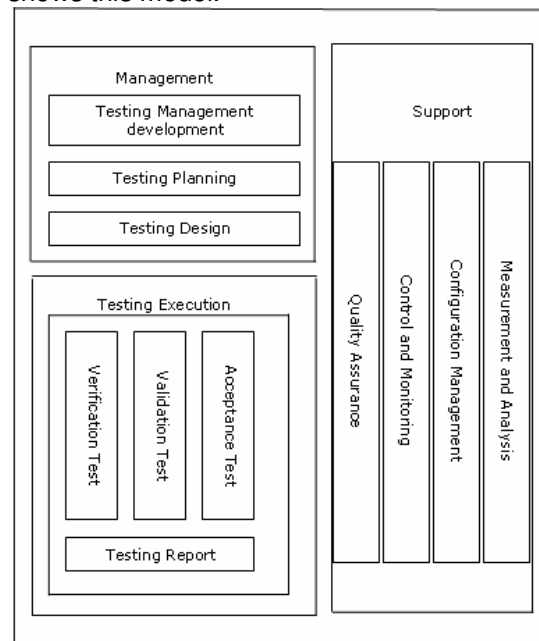 shows this model.
Management
Testing Management
development
Testing Planning
Testing Design
Support
Quality Assurance
Control and Monitoring
Configuration Management
Measurement and Analysis
Testing Execution
Verification Test
Validation Test
Acceptance Test
Testing Report